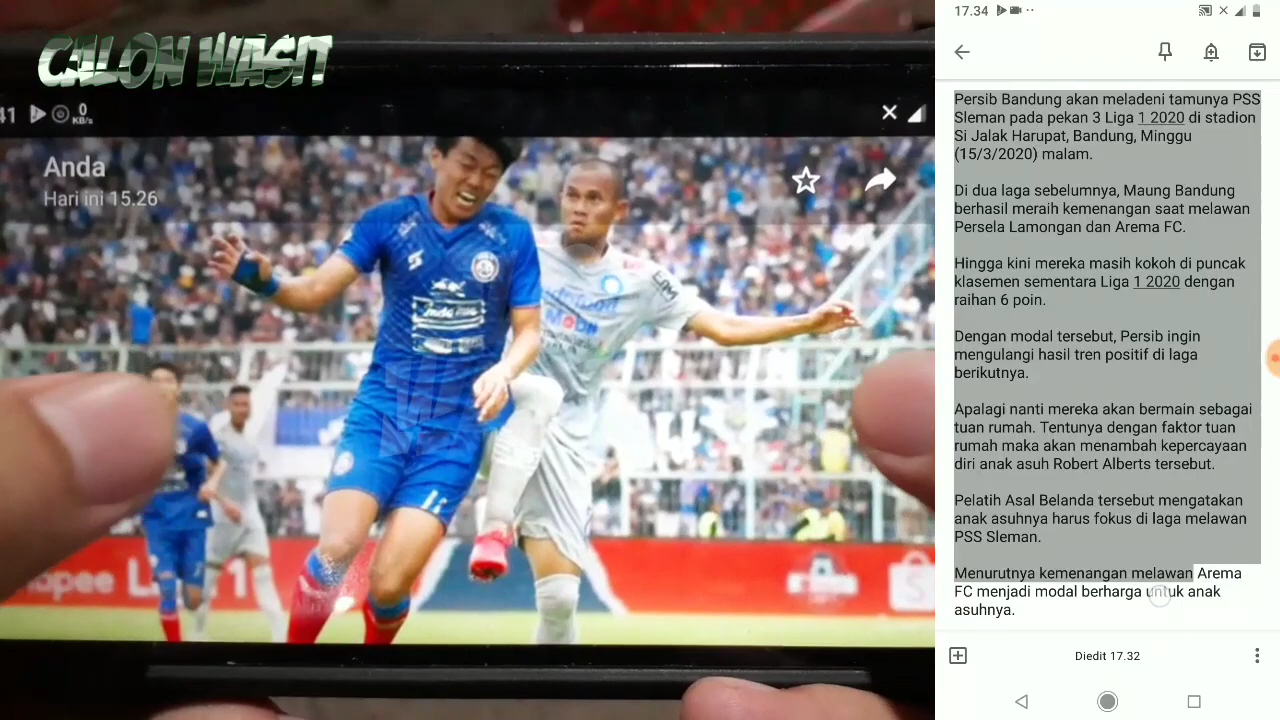 CALON WASIT
41
0
KB/s
Anda
Hari ini 15.26
17.34
Persib Bandung akan meladeni tamunya PSS
Sleman pada pekan 3 Liga 1 2020 di stadion
Si Jalak Harupat, Bandung, Minggu
(15/3/2020) malam.
Di dua laga sebelumnya, Maung Bandung
berhasil meraih kemenangan saat melawan
Persela Lamongan dan Arema FC.
Hingga kini mereka masih kokoh di puncak
klasemen sementara Liga 1 2020 dengan
raihan 6 poin.
Dengan modal tersebut, Persib ingin
mengulangi hasil tren positif di laga
berikutnya.
Apalagi nanti mereka akan bermain sebagai
tuan rumah. Tentunya dengan faktor tuan
rumah maka akan menambah kepercayaan
diri anak asuh Robert Alberts tersebut.
Pelatih Asal Belanda tersebut mengatakan
anak asuhnya harus fokus di laga melawan
PSS Sleman.
Menurutnya kemenangan melawan Arema
FC menjadi modal berharga untuk anak
asuhnya.
Diedit 17.32